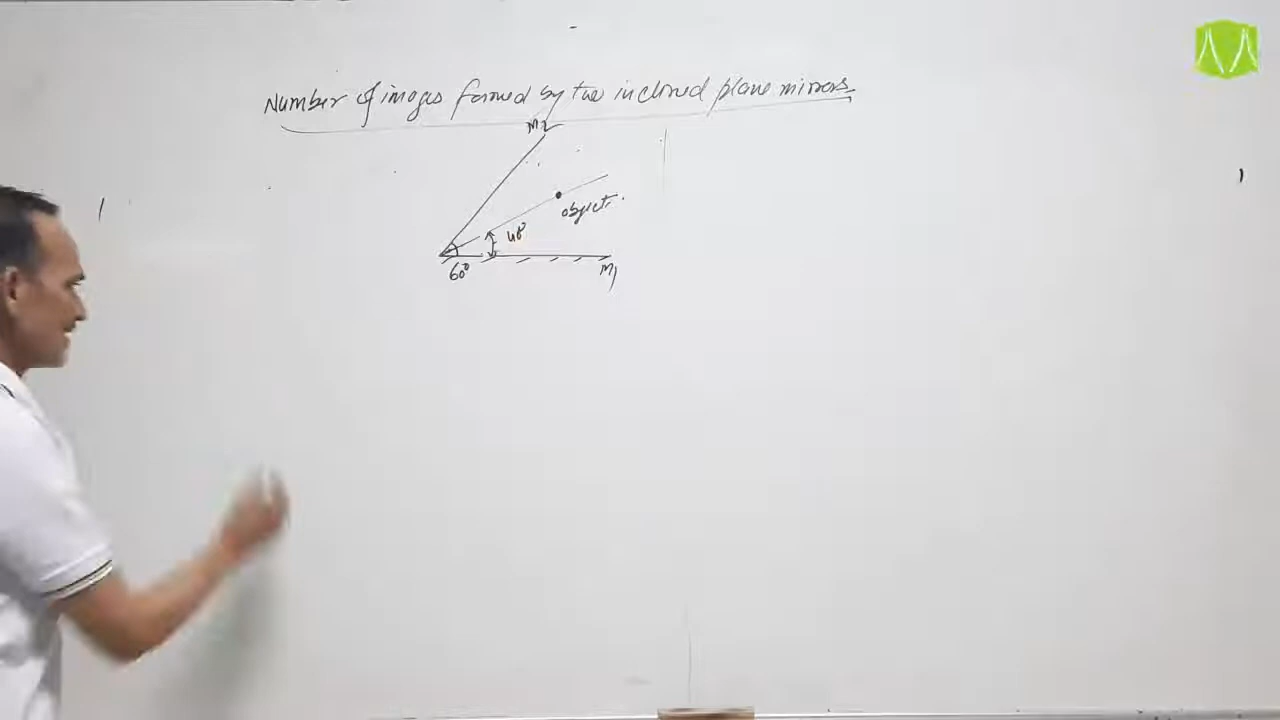 Number of images formed by two inclined plane mirrors
M2
object
40°
60°
M1